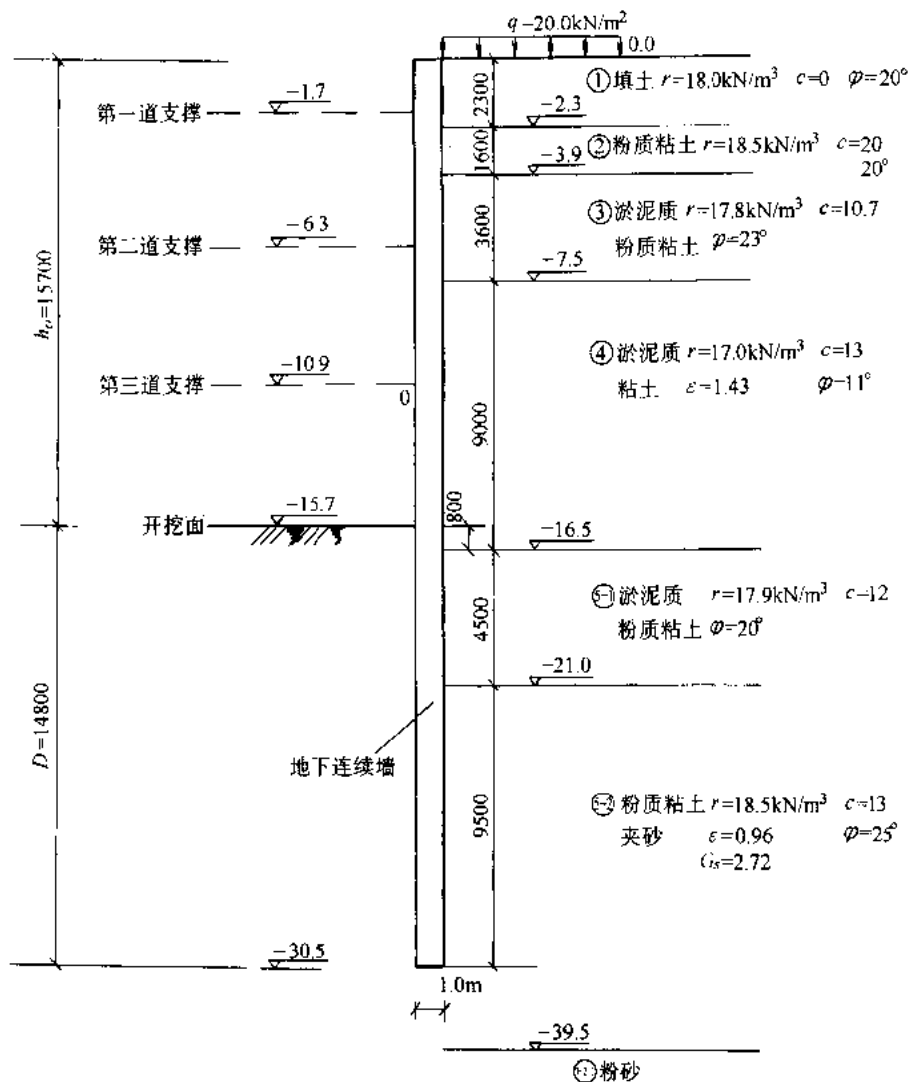 q=20.0kN/m²
0.0
①填土 r=18.0kN/m³ c=0 φ=20°
-1.7
第一道支撑
2300
-2.3
②粉质粘土 r=18.5kN/m³ c=20
20°
1600
-3.9
③淤泥质 r=17.8kN/m³ c=10.7
粉质粘土 φ=23°
3600
-6.3
第二道支撑
-7.5
h₀=15700
④淤泥质 r=17.0kN/m³ c=13
粘土 ε=1.43 φ=11°
-10.9
第三道支撑
0
9000
-15.7
开挖面
800
-16.5
淤泥质 r=17.9kN/m³ c=12
粉质粘土 φ=20°
4500
-21.0
D=14800
地下连续墙
粉质粘土 r=18.5kN/m³ c=13
夹砂 ε=0.96 φ=25°
Gs=2.72
9500
-30.5
1.0m
-39.5
粉砂